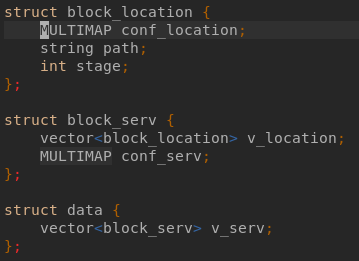 struct block_location {
    MULTIMAP conf_location;
    string path;
    int stage;
};

struct block_serv {
    vector<block_location> v_location;
    MULTIMAP conf_serv;
};

struct data {
    vector<block_serv> v_serv;
};